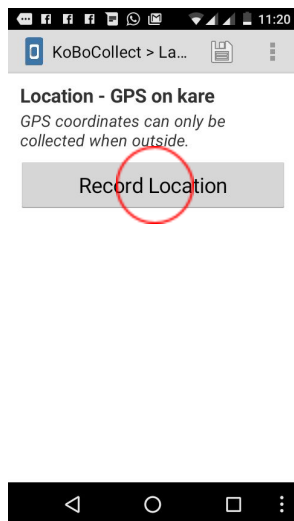 11:20
KoBoCollect > La...
Location - GPS on kare
GPS coordinates can only be
collected when outside.
Record Location